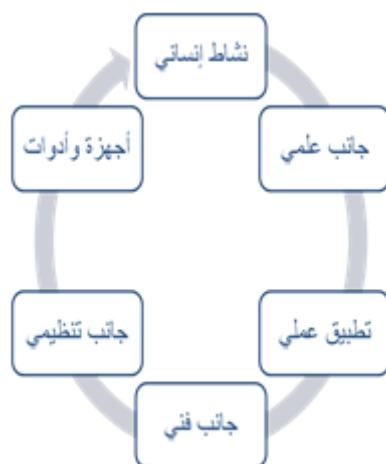 نشاط إنساني
جانب علمي
تطبيق عملي
جانب فني
جانب تنظيمي
أجهزة وأدوات